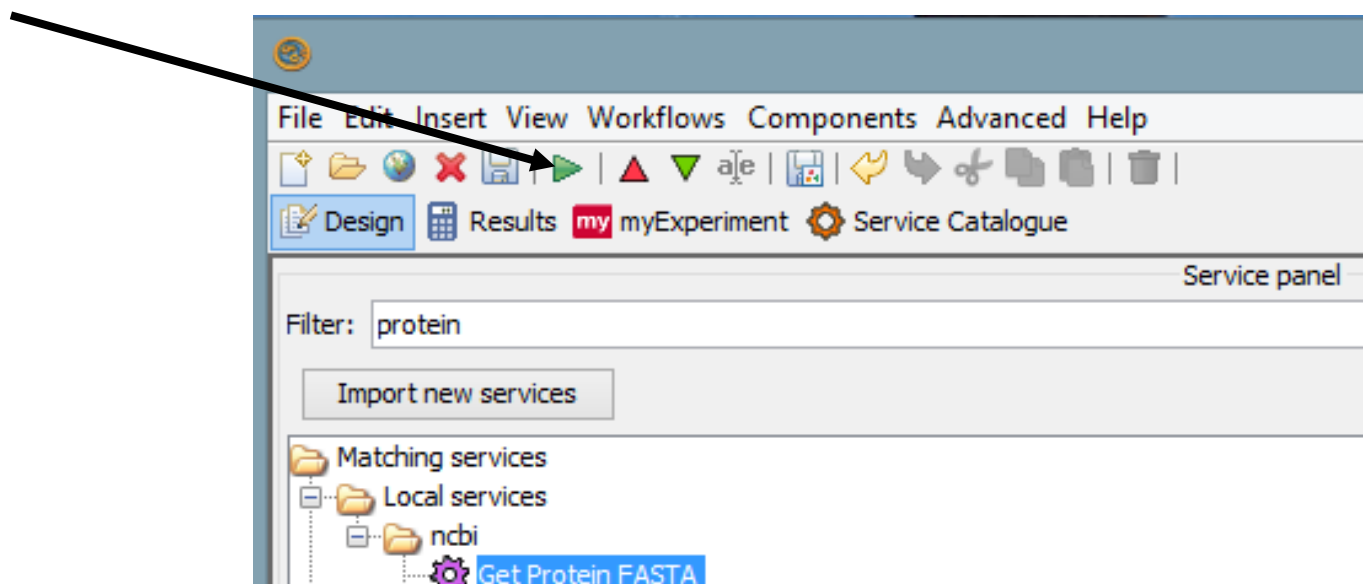 File Edit Insert View Workflows Components Advanced Help
a e
Design Results my myExperiment Service Catalogue
Service panel
Filter: protein
Import new services
Matching services
Local services
ncbi
Get Protein FASTA